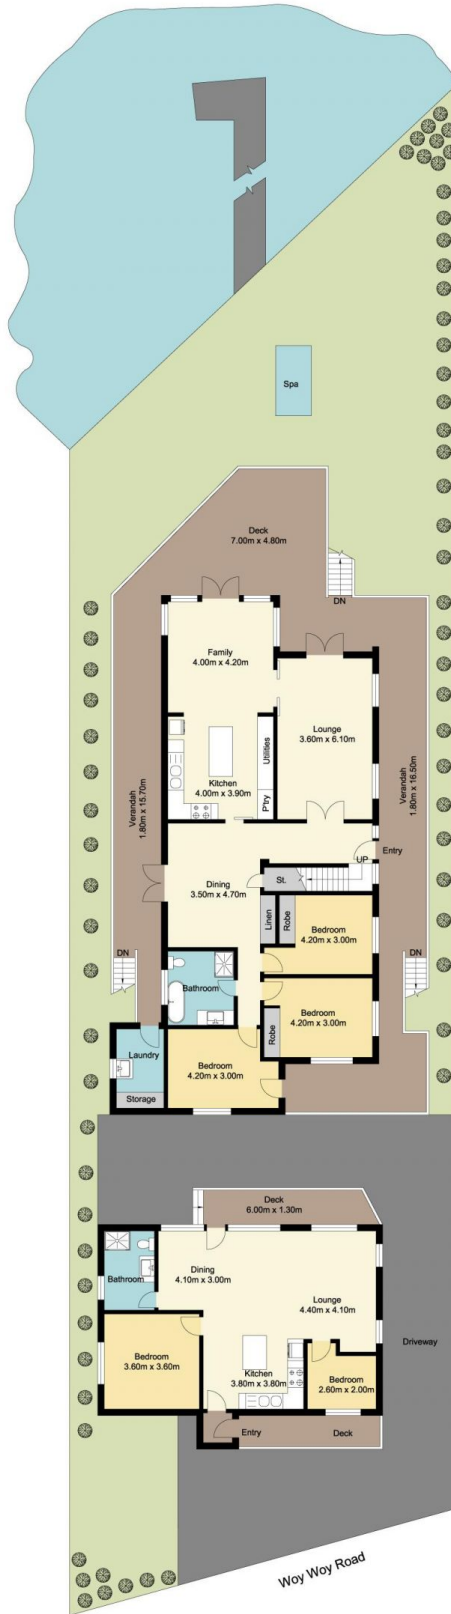 Spa
Deck
7.00m x 4.80m
DN
Family
4.00m x 4.20m
Lounge
3.60m x 6.10m
Utilities
Kitchen
4.00m x 3.90m
P'try
Verandah
1.80m x 15.70m
Verandah
1.80m x 16.50m
Entry
UP
Dining
3.50m x 4.70m
St.
Linen
Robe
Bedroom
4.20m x 3.00m
DN
DN
Bathroom
Bedroom
4.20m x 3.00m
Robe
Laundry
Bedroom
4.20m x 3.00m
Storage
Deck
6.00m x 1.30m
Dining
4.10m x 3.00m
Bathroom
Lounge
4.40m x 4.10m
Driveway
Bedroom
3.60m x 3.60m
Kitchen
3.80m x 3.80m
Bedroom
2.60m x 2.00m
Entry
Deck
Woy Woy Road